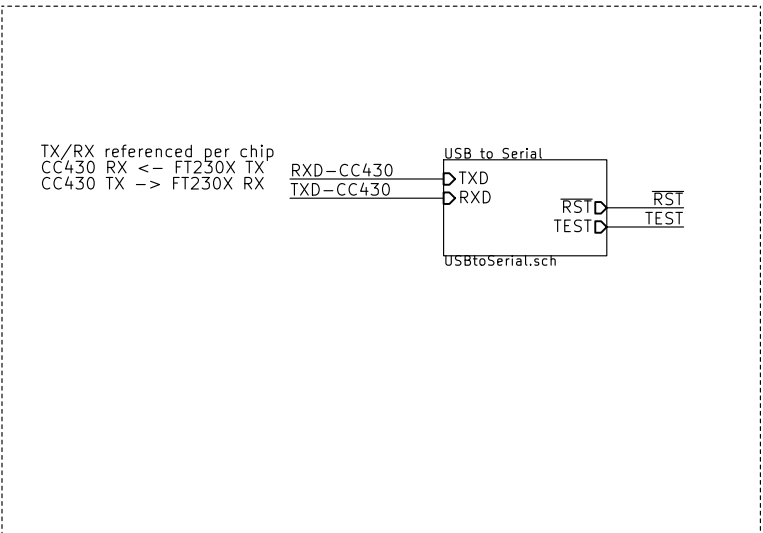 TX/RX referenced per chip
CC430 RX <- FT230X TX
CC430 TX -> FT230X RX
RXD-CC430
TXD-CC430
USB to Serial
TXD
RXD
RST
TEST
RST
TEST
USBtoSerial.sch